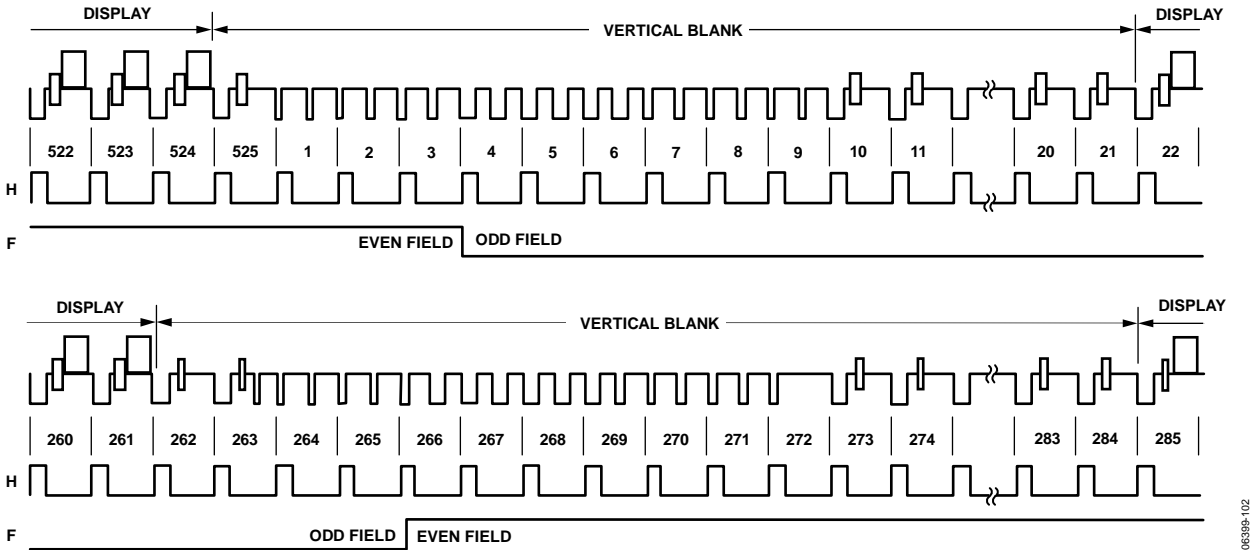 DISPLAY VERTICAL BLANK DISPLAY
522 523 524 525 1 2 3 4 5 6 7 8 9 10 11 20 21 22
H
F EVEN FIELD ODD FIELD
DISPLAY VERTICAL BLANK DISPLAY
260 261 262 263 264 265 266 267 268 269 270 271 272 273 274 283 284 285
H
F ODD FIELD EVEN FIELD
06399-102